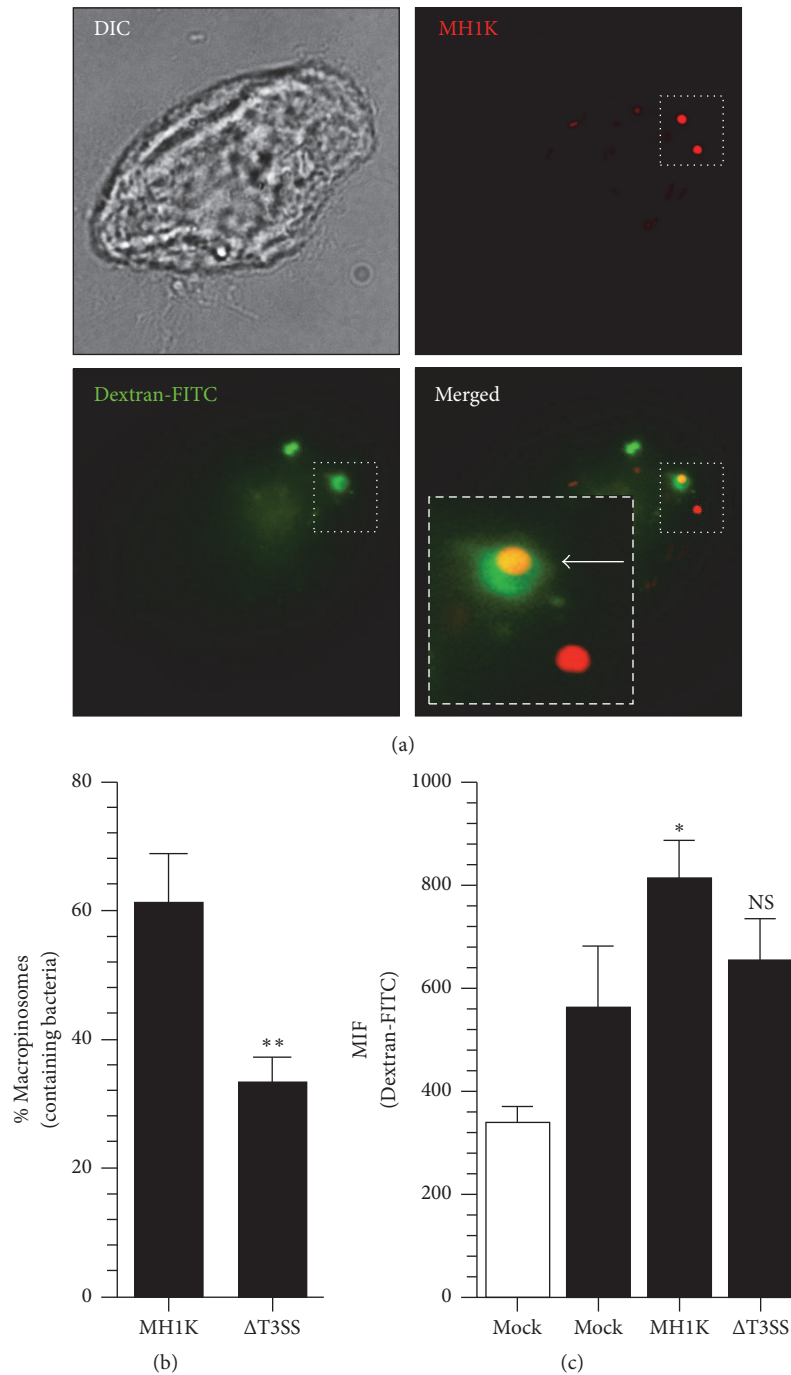 DIC
MH1K
Dextran-FITC
Merged
(a)
80
60
40
20
0
% Macropinosomes
(containing bacteria)
**
MH1K
ΔT3SS
(b)
1000
800
600
400
200
0
MIF
(Dextran-FITC)
*
NS
Mock
Mock
MH1K
ΔT3SS
(c)